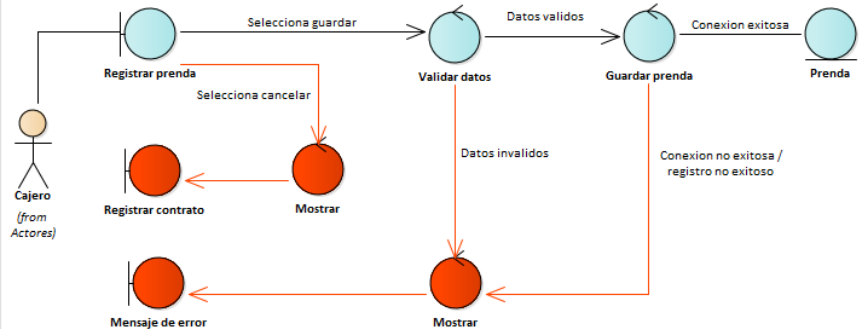 Selecciona guardar
Datos validos
Conexion exitosa
Registrar prenda
Validar datos
Guardar prenda
Prenda
Selecciona cancelar
Datos invalidos
Conexion no exitosa /
registro no exitoso
Cajero
(from
Actores)
Registrar contrato
Mostrar
Mensaje de error
Mostrar